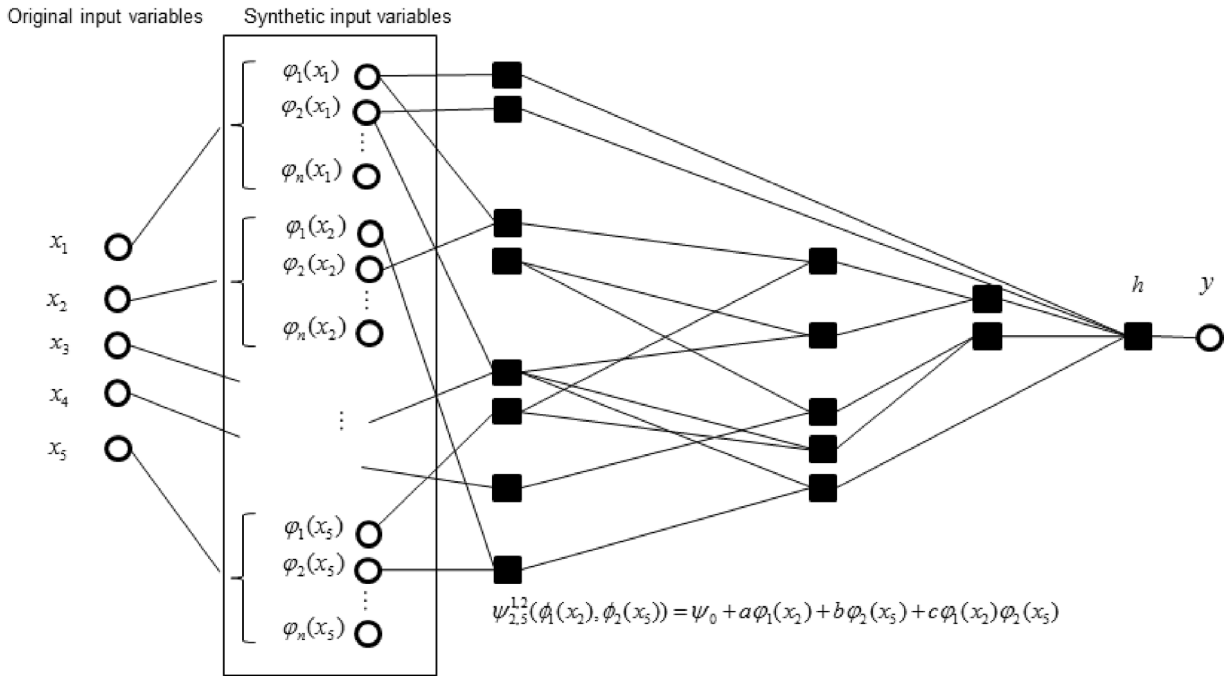 Original input variables
Synthetic input variables
φ₁(x₁)
φ₂(x₁)
⋮
φₙ(x₁)
φ₁(x₂)
φ₂(x₂)
⋮
φₙ(x₂)
x₁
x₂
x₃
x₄
x₅
⋮
φ₁(x₅)
φ₂(x₅)
⋮
φₙ(x₅)
h
y
ψ₂,₅¹,²(ϕ₁(x₂), ϕ₂(x₅)) = ψ₀ + aφ₁(x₂) + bφ₂(x₅) + cφ₁(x₂)φ₂(x₅)